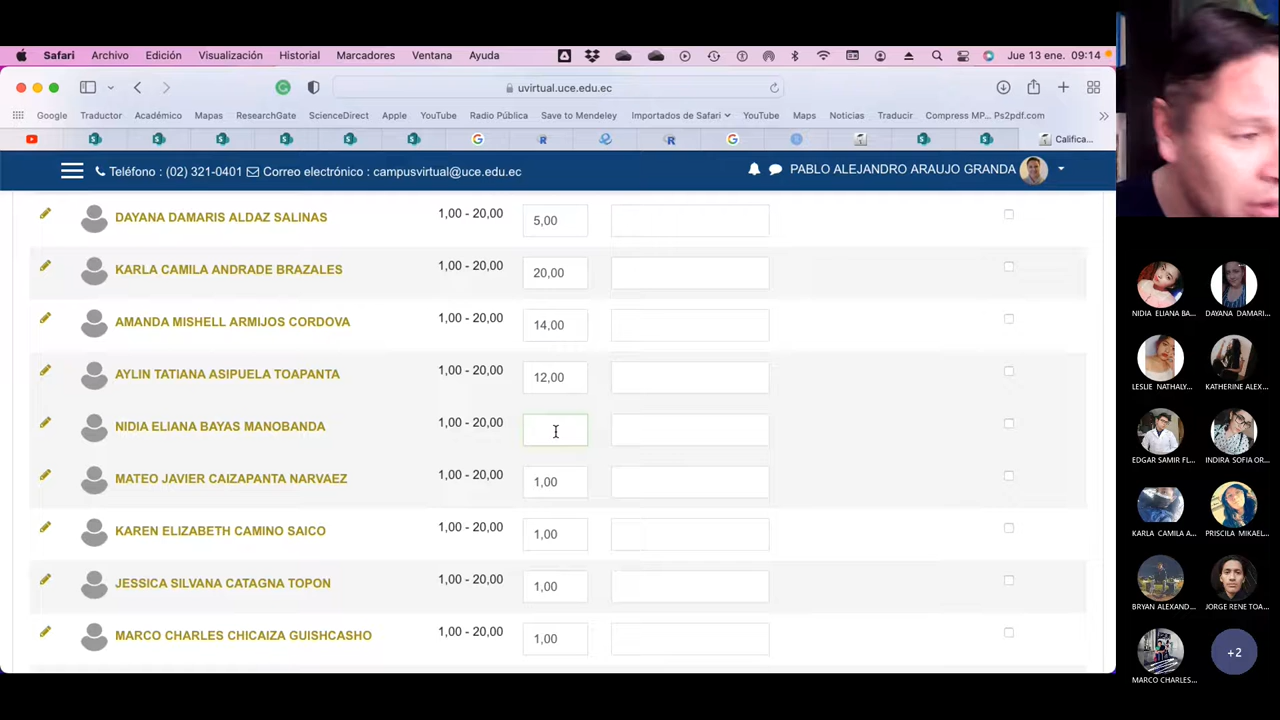 Safari Archivo Edición Visualización Historial Marcadores Ventana Ayuda Jue 13 ene. 09:14
uvirtual.uce.edu.ec
Google Traductor Académico Mapas ResearchGate ScienceDirect Apple YouTube Radio Pública Save to Mendeley Importados de Safari YouTube Maps Noticias Traducir Compress MP... Ps2pdf.com
Califica...
Teléfono : (02) 321-0401 Correo electrónico : campusvirtual@uce.edu.ec PABLO ALEJANDRO ARAUJO GRANDA
DAYANA DAMARIS ALDAZ SALINAS 1,00 - 20,00 5,00
KARLA CAMILA ANDRADE BRAZALES 1,00 - 20,00 20,00
AMANDA MISHELL ARMIJOS CORDOVA 1,00 - 20,00 14,00
AYLIN TATIANA ASIPUELA TOAPANTA 1,00 - 20,00 12,00
NIDIA ELIANA BAYAS MANOBANDA 1,00 - 20,00
MATEO JAVIER CAIZAPANTA NARVAEZ 1,00 - 20,00 1,00
KAREN ELIZABETH CAMINO SAICO 1,00 - 20,00 1,00
JESSICA SILVANA CATAGNA TOPON 1,00 - 20,00 1,00
MARCO CHARLES CHICAIZA GUISHCASHO 1,00 - 20,00 1,00
NIDIA ELIANA BA... DAYANA DAMARI...
LESLIE NATHALY... KATHERINE ALEX...
EDGAR SAMIR FL... INDIRA SOFIA OR...
KARLA CAMILA A... PRISCILA MIKAEL...
BRYAN ALEXAND... JORGE RENE TOA...
MARCO CHARLES... +2